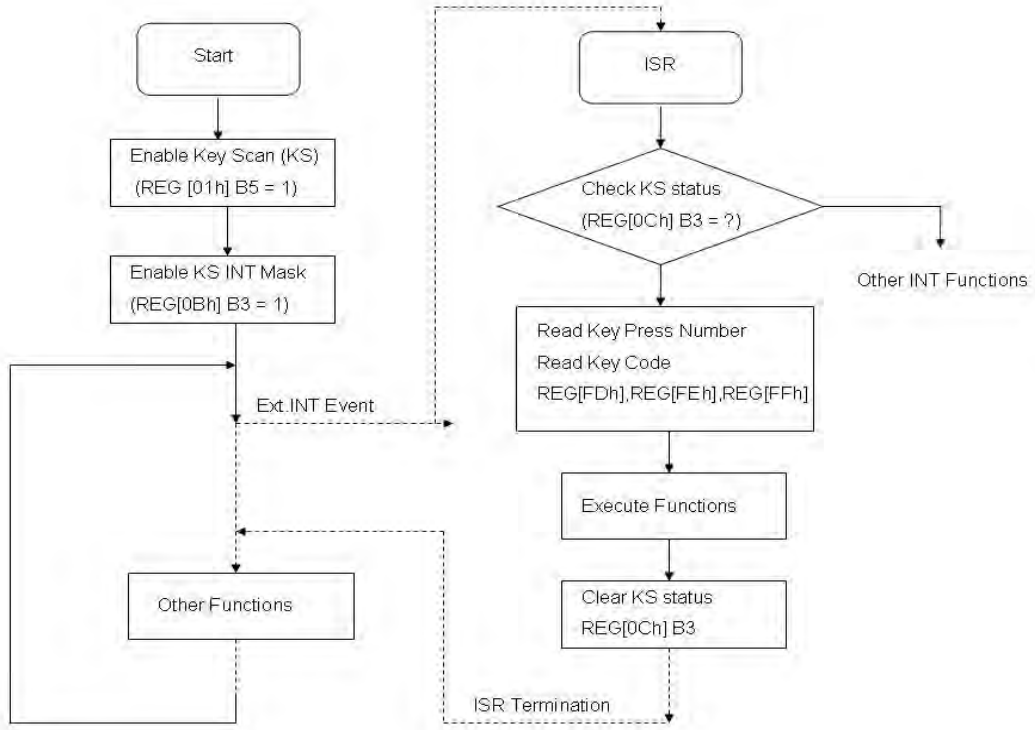 Start
Enable Key Scan (KS)
(REG [01h] B5 = 1)
Enable KS INT Mask
(REG[0Bh] B3 = 1)
Ext.INT Event
Other Functions
ISR Termination
ISR
Check KS status
(REG[0Ch] B3 = ?)
Other INT Functions
Read Key Press Number
Read Key Code
REG[FDh],REG[FEh],REG[FFh]
Execute Functions
Clear KS status
REG[0Ch] B3